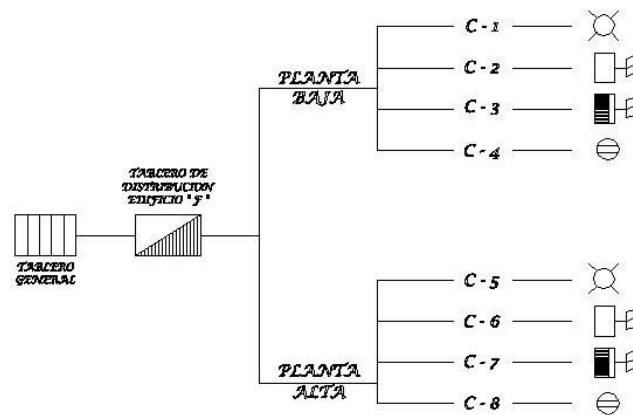 C - 1
PLANTA
BAJA
C - 2
C - 3
C - 4
TABLERO DE
DISTRIBUCION
EDIFICIO "F"
TABLERO
GENERAL
C - 5
C - 6
PLANTA
ALTA
C - 7
C - 8